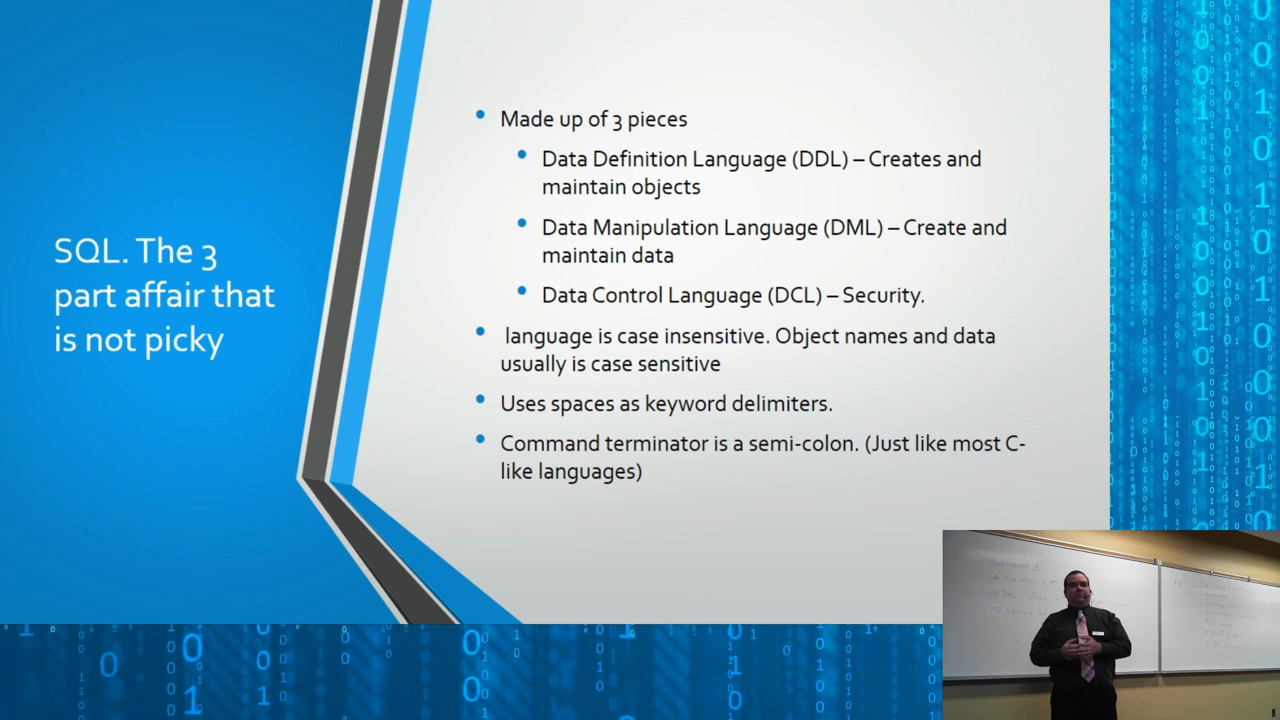 SQL. The 3
part affair that
is not picky
• Made up of 3 pieces
• Data Definition Language (DDL) – Creates and
maintain objects
• Data Manipulation Language (DML) – Create and
maintain data
• Data Control Language (DCL) – Security.
• language is case insensitive. Object names and data
usually is case sensitive
• Uses spaces as keyword delimiters.
• Command terminator is a semi-colon. (Just like most C-
like languages)